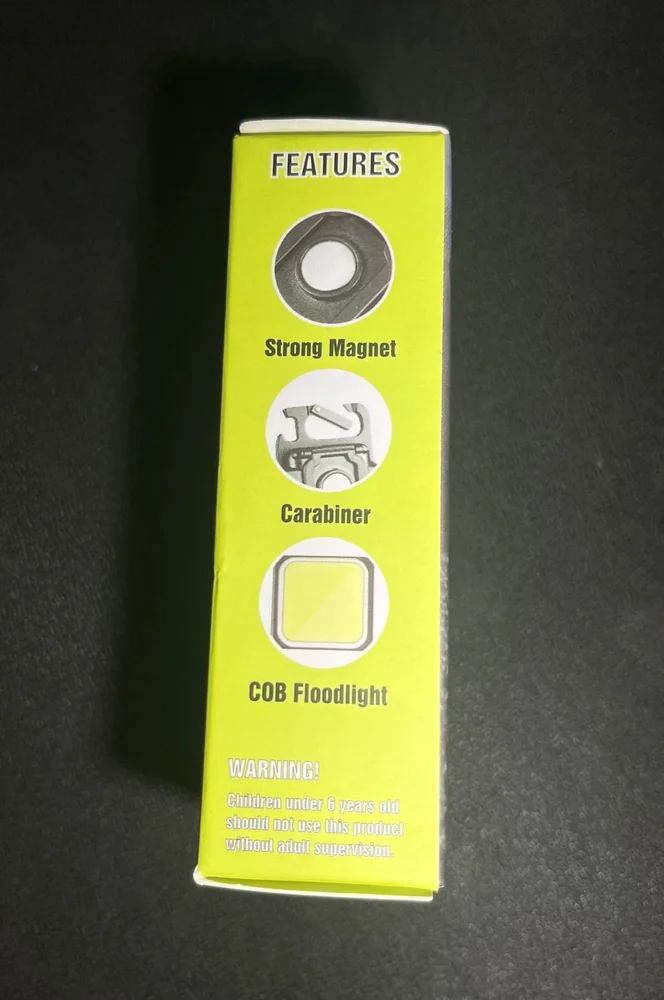 FEATURES
Strong Magnet
Carabiner
COB Floodlight
WARNING!
Children under 6 years old
should not use this product
without adult supervision.